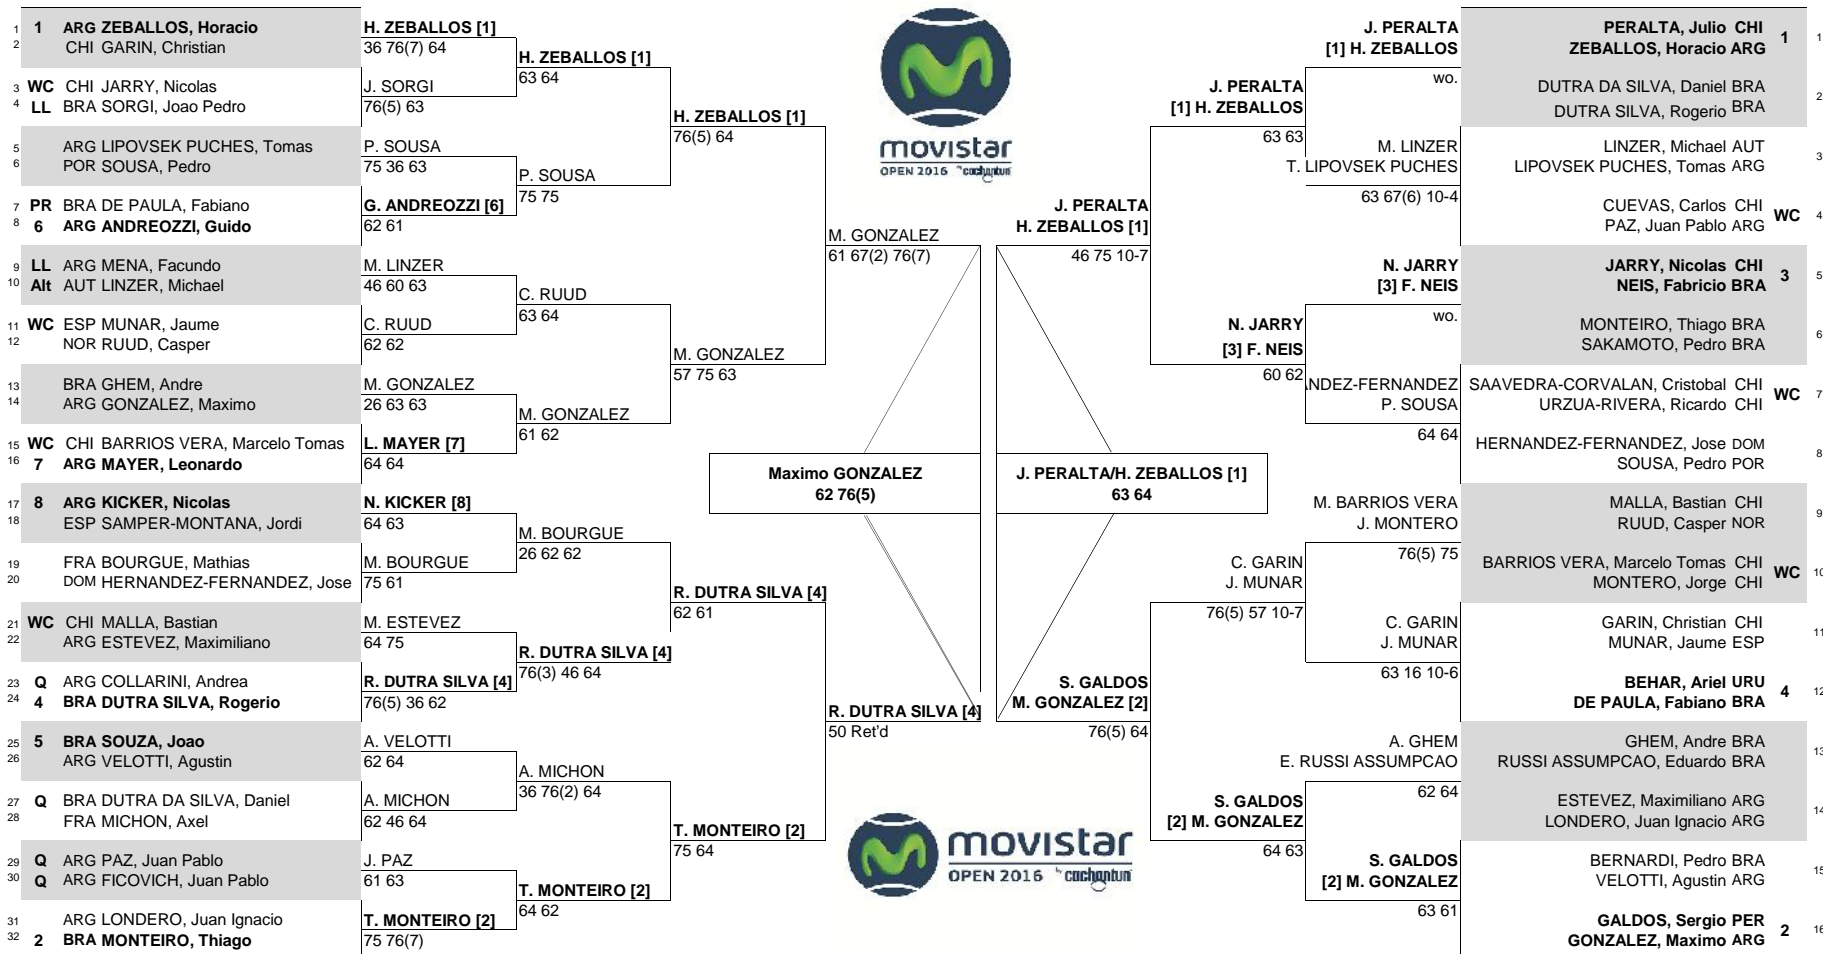 1 1 ARG ZEBALLOS, Horacio
2 CHI GARIN, Christian
3 WC CHI JARRY, Nicolas
4 LL BRA SORGI, Joao Pedro
5 ARG LIPOVSEK PUCHES, Tomas
6 POR SOUSA, Pedro
7 PR BRA DE PAULA, Fabiano
8 6 ARG ANDREOZZI, Guido
9 LL ARG MENA, Facundo
10 Alt AUT LINZER, Michael
11 WC ESP MUNAR, Jaume
12 NOR RUUD, Casper
13 BRA GHEM, Andre
14 ARG GONZALEZ, Maximo
15 WC CHI BARRIOS VERA, Marcelo Tomas
16 7 ARG MAYER, Leonardo
17 8 ARG KICKER, Nicolas
18 ESP SAMPER-MONTANA, Jordi
19 FRA BOURGUE, Mathias
20 DOM HERNANDEZ-FERNANDEZ, Jose
21 WC CHI MALLA, Bastian
22 ARG ESTEVEZ, Maximiliano
23 Q ARG COLLARINI, Andrea
24 4 BRA DUTRA SILVA, Rogerio
25 5 BRA SOUZA, Joao
26 ARG VELOTTI, Agustin
27 Q BRA DUTRA DA SILVA, Daniel
28 FRA MICHON, Axel
29 Q ARG PAZ, Juan Pablo
30 Q ARG FICOVICH, Juan Pablo
31 ARG LONDERO, Juan Ignacio
32 2 BRA MONTEIRO, Thiago
H. ZEBALLOS [1]
36 76(7) 64
J. SORGI
76(5) 63
P. SOUSA
75 36 63
G. ANDREOZZI [6]
62 61
M. LINZER
46 60 63
C. RUUD
62 62
M. GONZALEZ
26 63 63
L. MAYER [7]
64 64
N. KICKER [8]
64 63
M. BOURGUE
75 61
M. ESTEVEZ
64 75
R. DUTRA SILVA [4]
76(5) 36 62
A. VELOTTI
62 64
A. MICHON
62 46 64
J. PAZ
61 63
T. MONTEIRO [2]
75 76(7)
H. ZEBALLOS [1]
63 64
P. SOUSA
75 75
C. RUUD
63 64
M. GONZALEZ
61 62
M. BOURGUE
26 62 62
R. DUTRA SILVA [4]
76(3) 46 64
A. MICHON
36 76(2) 64
T. MONTEIRO [2]
64 62
H. ZEBALLOS [1]
76(5) 64
M. GONZALEZ
57 75 63
R. DUTRA SILVA [4]
62 61
T. MONTEIRO [2]
75 64
M. GONZALEZ
61 67(2) 76(7)
R. DUTRA SILVA [4]
50 Ret'd
Maximo GONZALEZ
62 76(5)
movistar
OPEN 2016 by cachantun
movistar
OPEN 2016 by cachantun
J. PERALTA/H. ZEBALLOS [1]
63 64
J. PERALTA
H. ZEBALLOS [1]
46 75 10-7
S. GALDOS
M. GONZALEZ [2]
76(5) 64
J. PERALTA
[1] H. ZEBALLOS
63 63
N. JARRY
[3] F. NEIS
60 62
C. GARIN
J. MUNAR
76(5) 57 10-7
S. GALDOS
[2] M. GONZALEZ
64 63
J. PERALTA
[1] H. ZEBALLOS
wo.
M. LINZER
T. LIPOVSEK PUCHES
63 67(6) 10-4
N. JARRY
[3] F. NEIS
wo.
NDEZ-FERNANDEZ
P. SOUSA
64 64
M. BARRIOS VERA
J. MONTERO
76(5) 75
C. GARIN
J. MUNAR
63 16 10-6
A. GHEM
E. RUSSI ASSUMPCAO
62 64
S. GALDOS
[2] M. GONZALEZ
63 61
PERALTA, Julio CHI
ZEBALLOS, Horacio ARG 1 1
DUTRA DA SILVA, Daniel BRA
DUTRA SILVA, Rogerio BRA 2
LINZER, Michael AUT
LIPOVSEK PUCHES, Tomas ARG 3
CUEVAS, Carlos CHI
PAZ, Juan Pablo ARG WC 4
JARRY, Nicolas CHI
NEIS, Fabricio BRA 3 5
MONTEIRO, Thiago BRA
SAKAMOTO, Pedro BRA 6
SAAVEDRA-CORVALAN, Cristobal CHI
URZUA-RIVERA, Ricardo CHI WC 7
HERNANDEZ-FERNANDEZ, Jose DOM
SOUSA, Pedro POR 8
MALLA, Bastian CHI
RUUD, Casper NOR 9
BARRIOS VERA, Marcelo Tomas CHI
MONTERO, Jorge CHI WC 10
GARIN, Christian CHI
MUNAR, Jaume ESP 11
BEHAR, Ariel URU
DE PAULA, Fabiano BRA 4 12
GHEM, Andre BRA
RUSSI ASSUMPCAO, Eduardo BRA 13
ESTEVEZ, Maximiliano ARG
LONDERO, Juan Ignacio ARG 14
BERNARDI, Pedro BRA
VELOTTI, Agustin ARG 15
GALDOS, Sergio PER
GONZALEZ, Maximo ARG 2 16